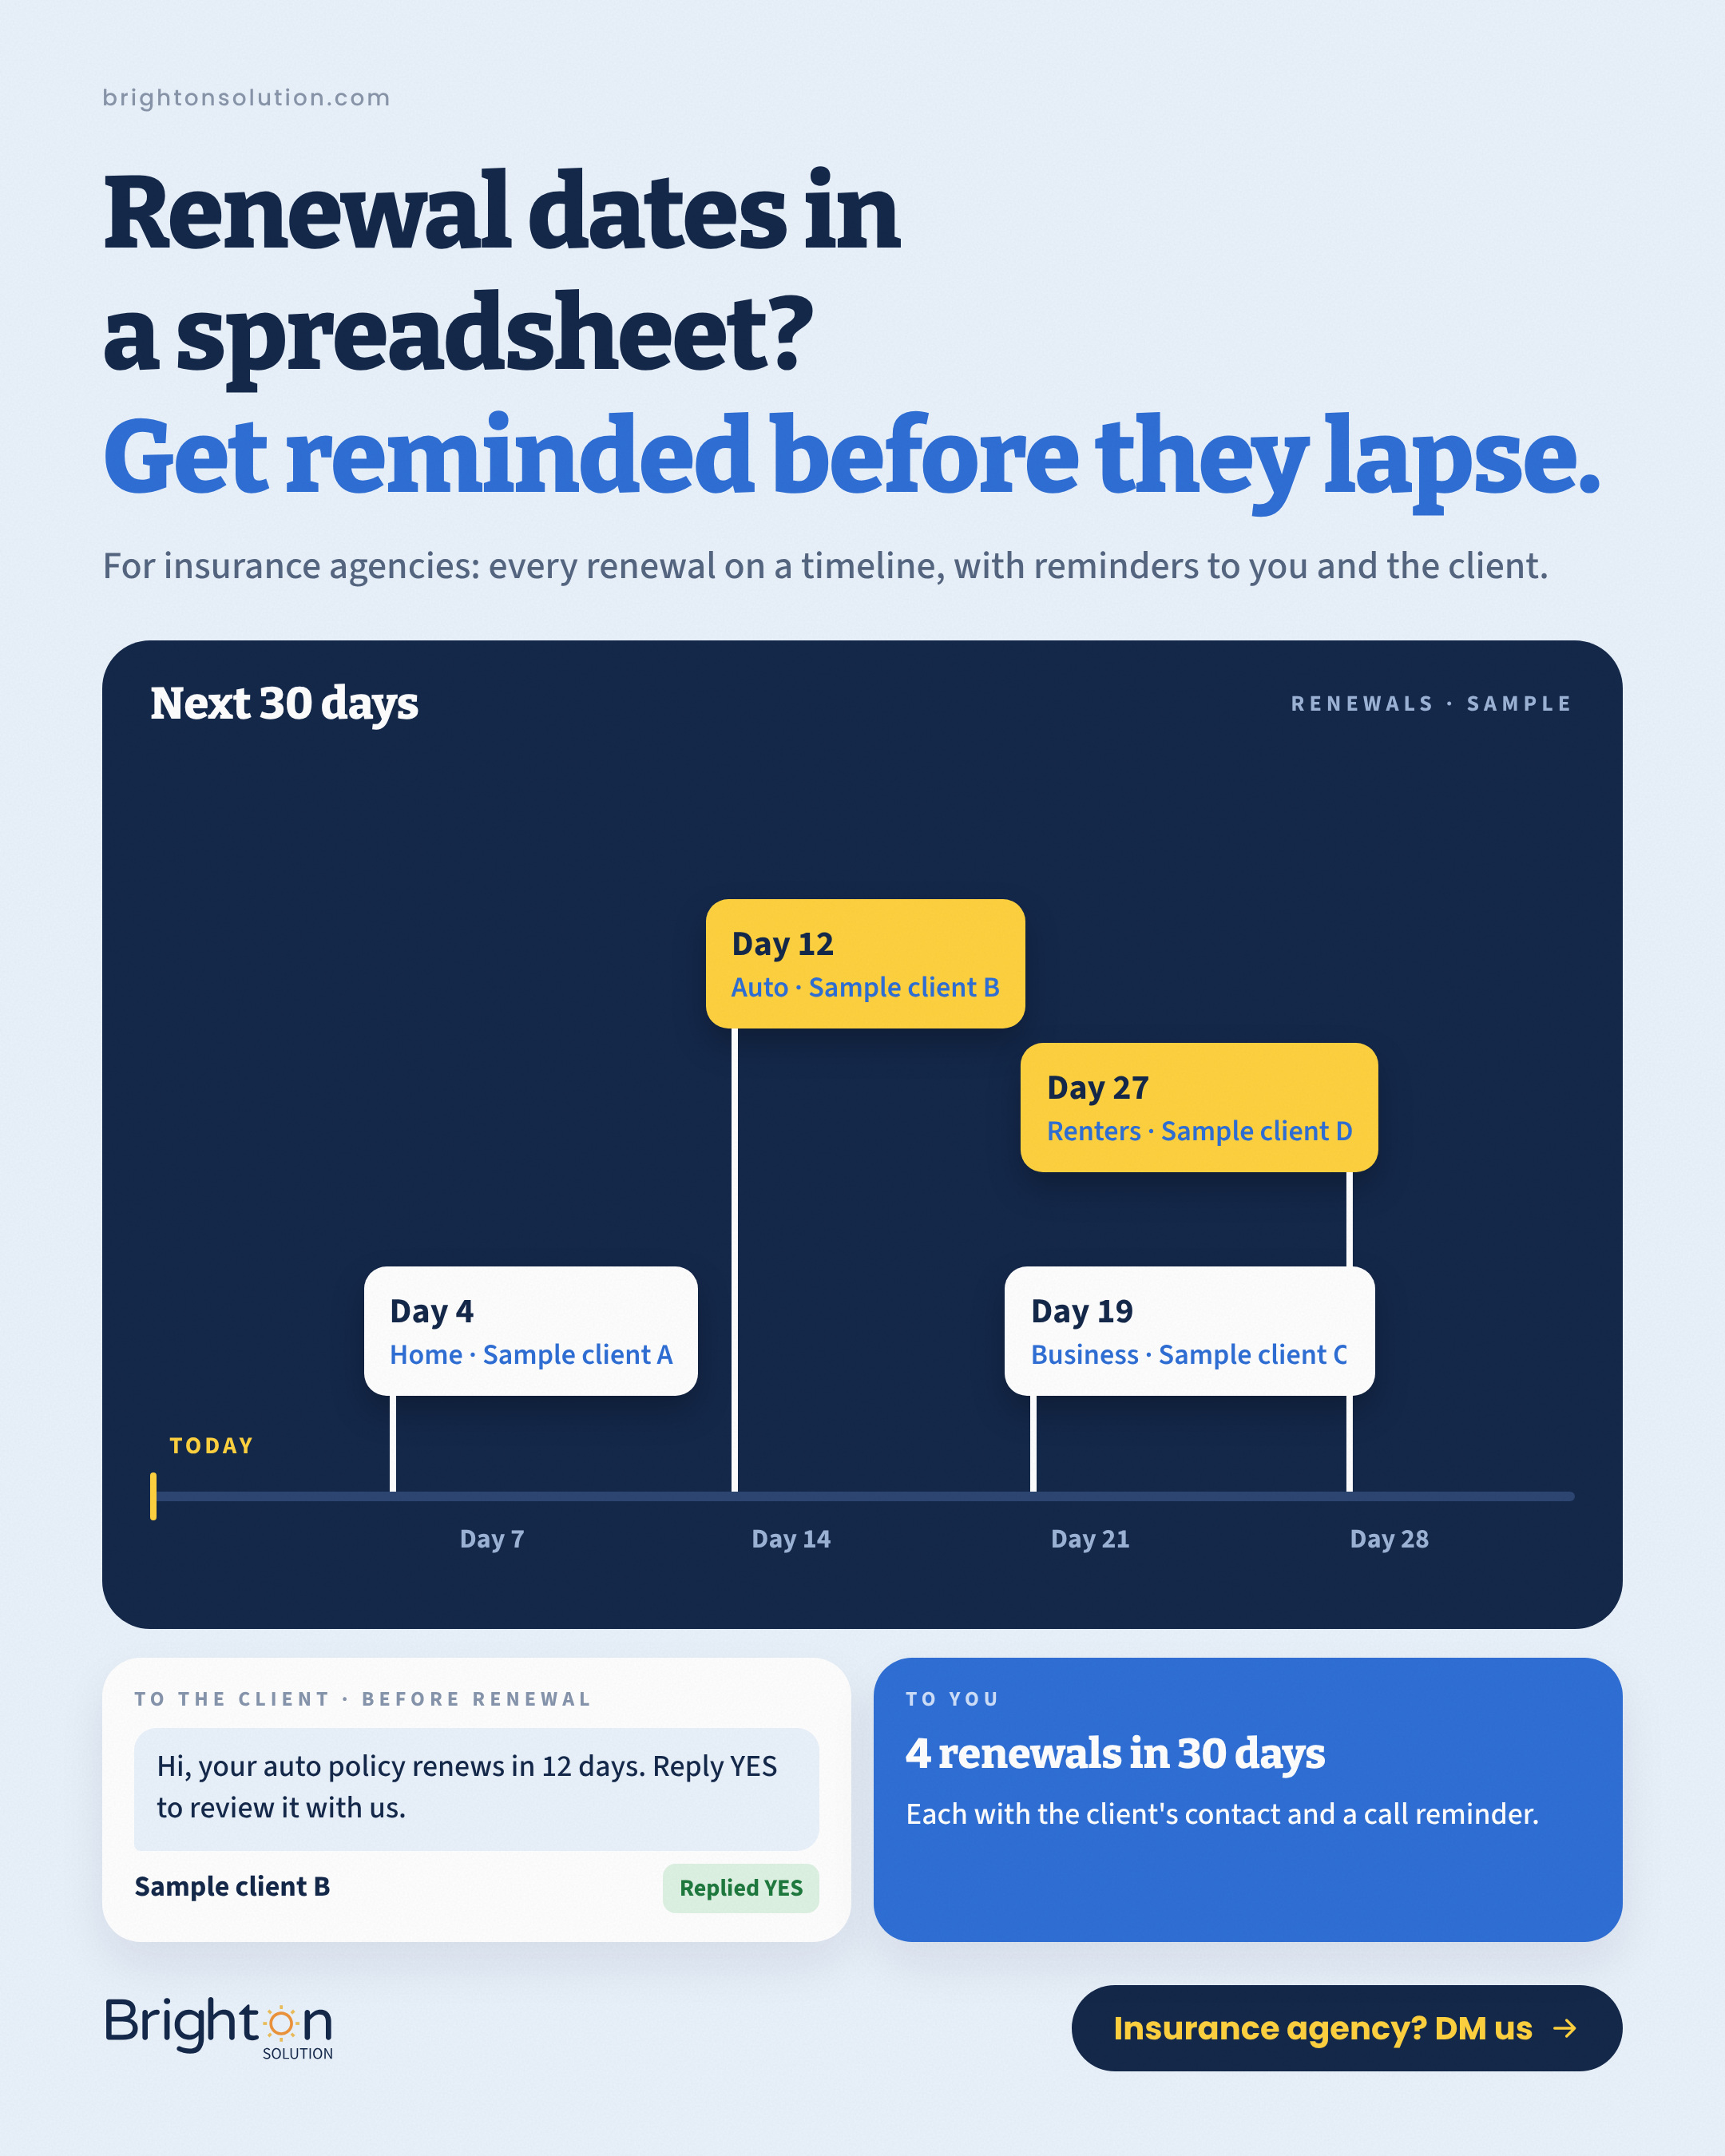 brightonsolution.com
Renewal dates in
a spreadsheet?
Get reminded before they lapse.
For insurance agencies: every renewal on a timeline, with reminders to you and the client.
Next 30 days
RENEWALS · SAMPLE
Day 12
Auto · Sample client B
Day 27
Renters · Sample client D
Day 4
Home · Sample client A
Day 19
Business · Sample client C
TODAY
Day 7
Day 14
Day 21
Day 28
TO THE CLIENT · BEFORE RENEWAL
Hi, your auto policy renews in 12 days. Reply YES
to review it with us.
Sample client B
Replied YES
TO YOU
4 renewals in 30 days
Each with the client's contact and a call reminder.
Brighton
SOLUTION
Insurance agency? DM us →